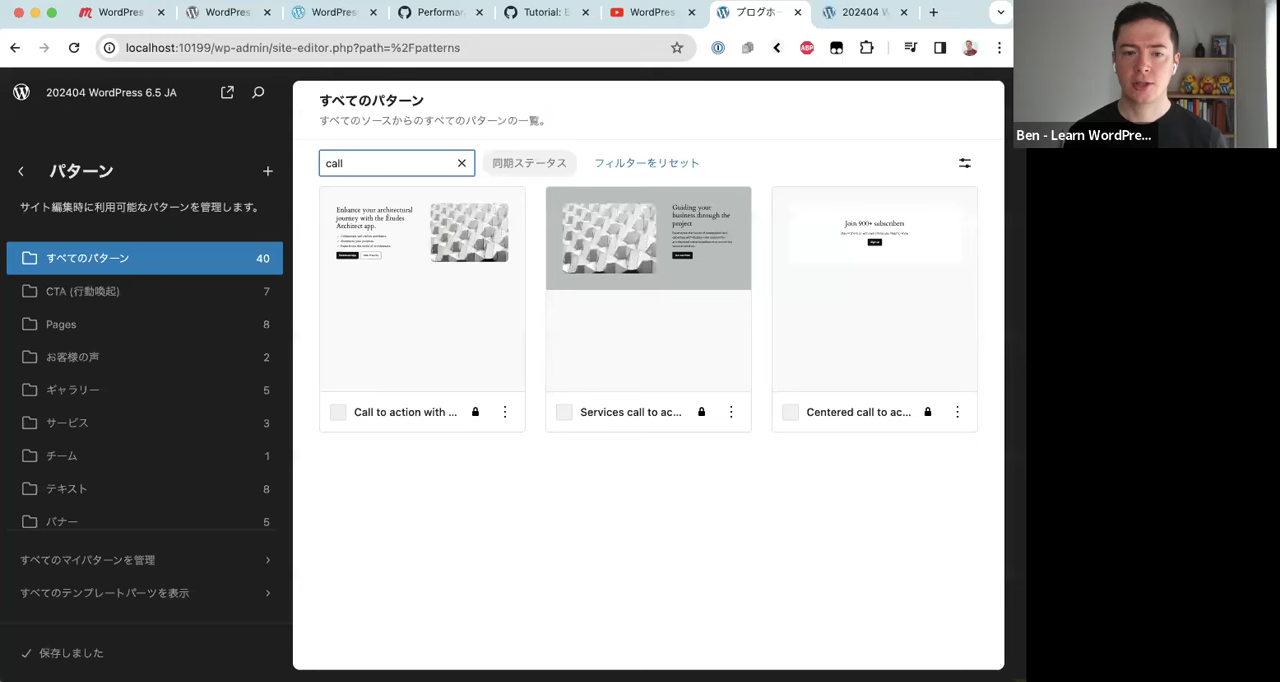 WordPres
WordPres
WordPres
Performan
Tutorial: E
WordPres
ブログホー
202404 W
localhost:10199/wp-admin/site-editor.php?path=%2Fpatterns
ABP
Ben - Learn WordPre...
202404 WordPress 6.5 JA
パターン
サイト編集時に利用可能なパターンを管理します。
すべてのパターン 40
CTA (行動喚起) 7
Pages 8
お客様の声 2
ギャラリー 5
サービス 3
チーム 1
テキスト 8
バナー 5
すべてのマイパターンを管理
すべてのテンプレートパーツを表示
保存しました
すべてのパターン
すべてのソースからのすべてのパターンの一覧。
call
同期ステータス
フィルターをリセット
Enhance your architectural
journey with the Études
Architect app.
Call to action with ...
Guiding your
business through the
project
Services call to ac...
Join 900+ subscribers
Sign up
Centered call to ac...